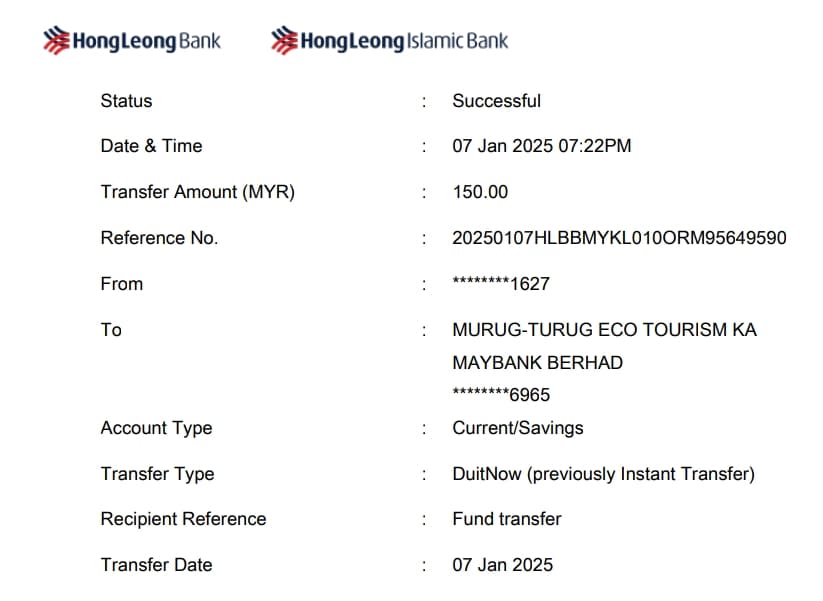 HongLeong Bank HongLeong Islamic Bank
Status : Successful
Date & Time : 07 Jan 2025 07:22PM
Transfer Amount (MYR) : 150.00
Reference No. : 20250107HLBBMYKL010ORM95649590
From : ********1627
To : MURUG-TURUG ECO TOURISM KA
MAYBANK BERHAD
********6965
Account Type : Current/Savings
Transfer Type : DuitNow (previously Instant Transfer)
Recipient Reference : Fund transfer
Transfer Date : 07 Jan 2025